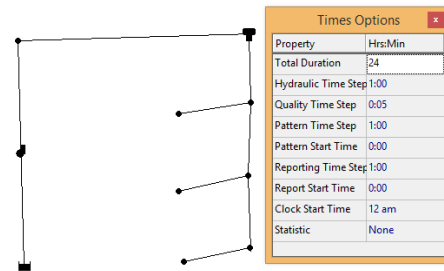 Times Options
x
Property Hrs:Min
Total Duration 24
Hydraulic Time Step 1:00
Quality Time Step 0:05
Pattern Time Step 1:00
Pattern Start Time 0:00
Reporting Time Step 1:00
Report Start Time 0:00
Clock Start Time 12 am
Statistic None